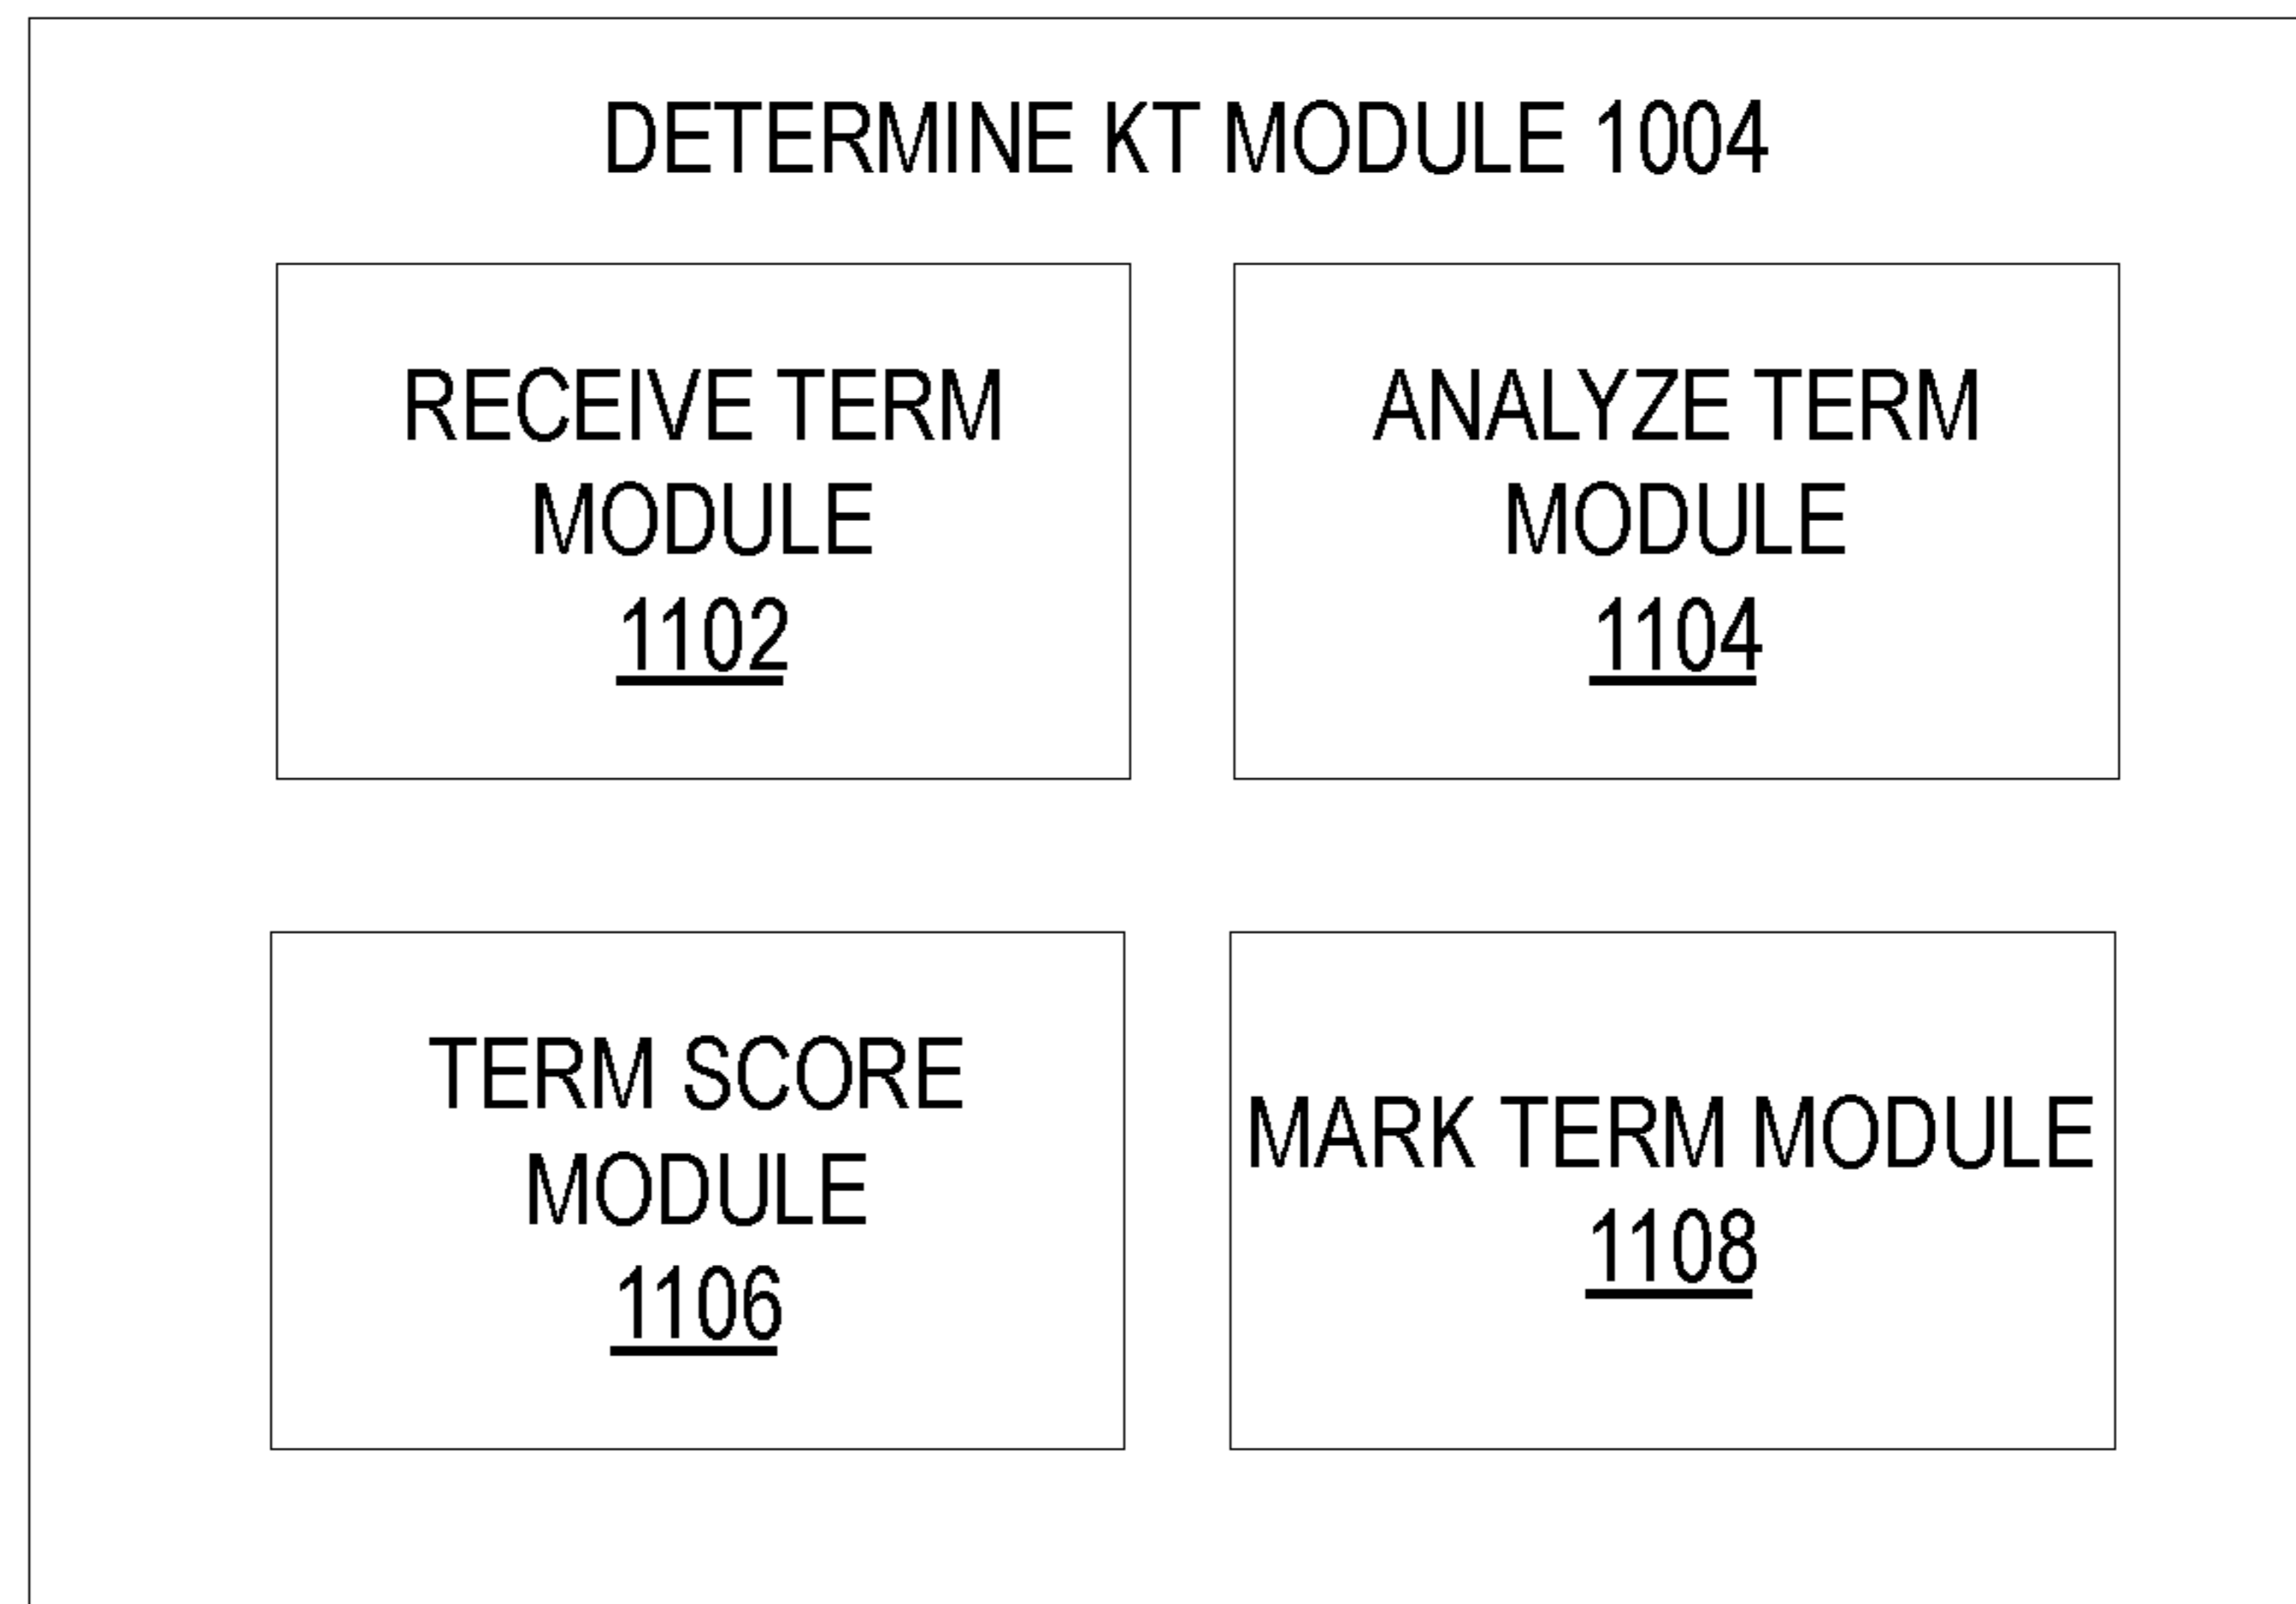 DETERMINE KT MODULE 1004
RECEIVE TERM
MODULE
1102
ANALYZE TERM
MODULE
1104
TERM SCORE
MODULE
1106
MARK TERM MODULE
1108